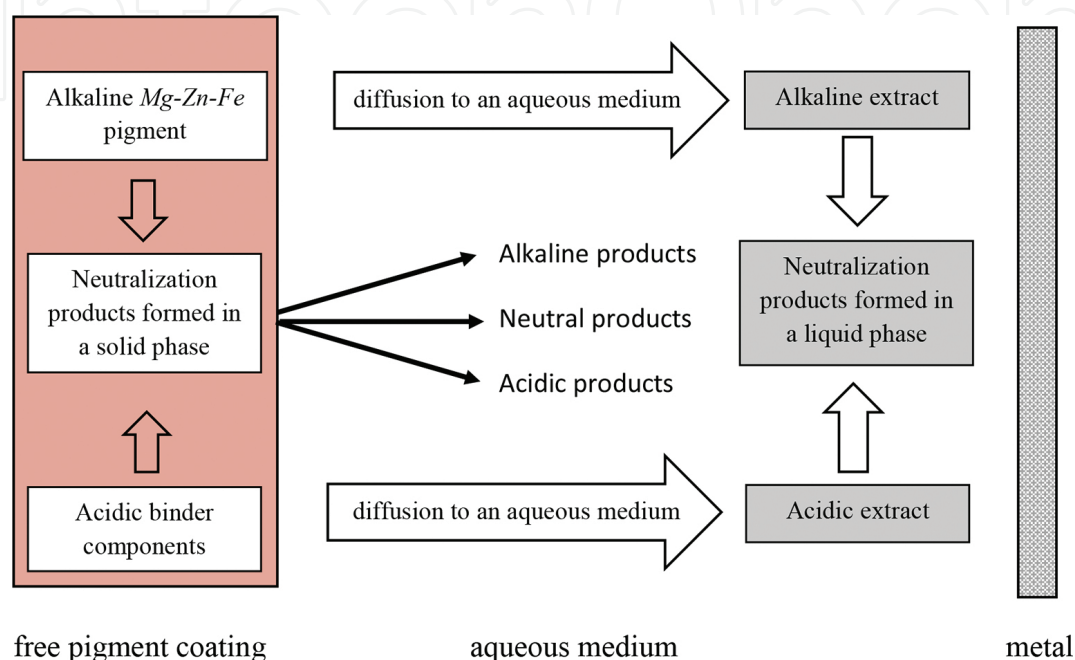 Alkaline Mg-Zn-Fe
pigment
diffusion to an aqueous medium
Alkaline extract
Neutralization
products formed in
a solid phase
Alkaline products
Neutral products
Acidic products
Neutralization
products formed in
a liquid phase
Acidic binder
components
diffusion to an aqueous medium
Acidic extract
free pigment coating
aqueous medium
metal